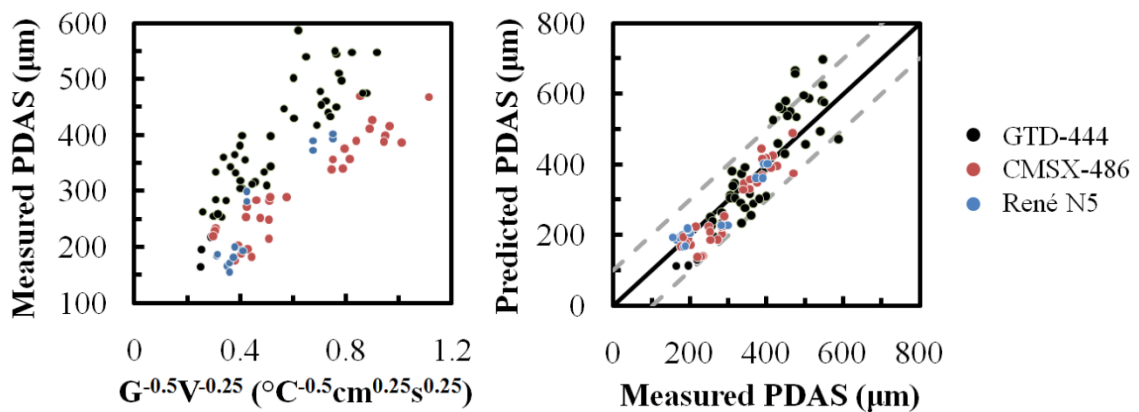 Measured PDAS (μm)
600
500
400
300
200
100
0
0.4
0.8
1.2
G-0.5V-0.25 (°C-0.5cm0.25s0.25)
Predicted PDAS (μm)
800
600
400
200
0
0
200
400
600
800
Measured PDAS (μm)
GTD-444
CMSX-486
René N5